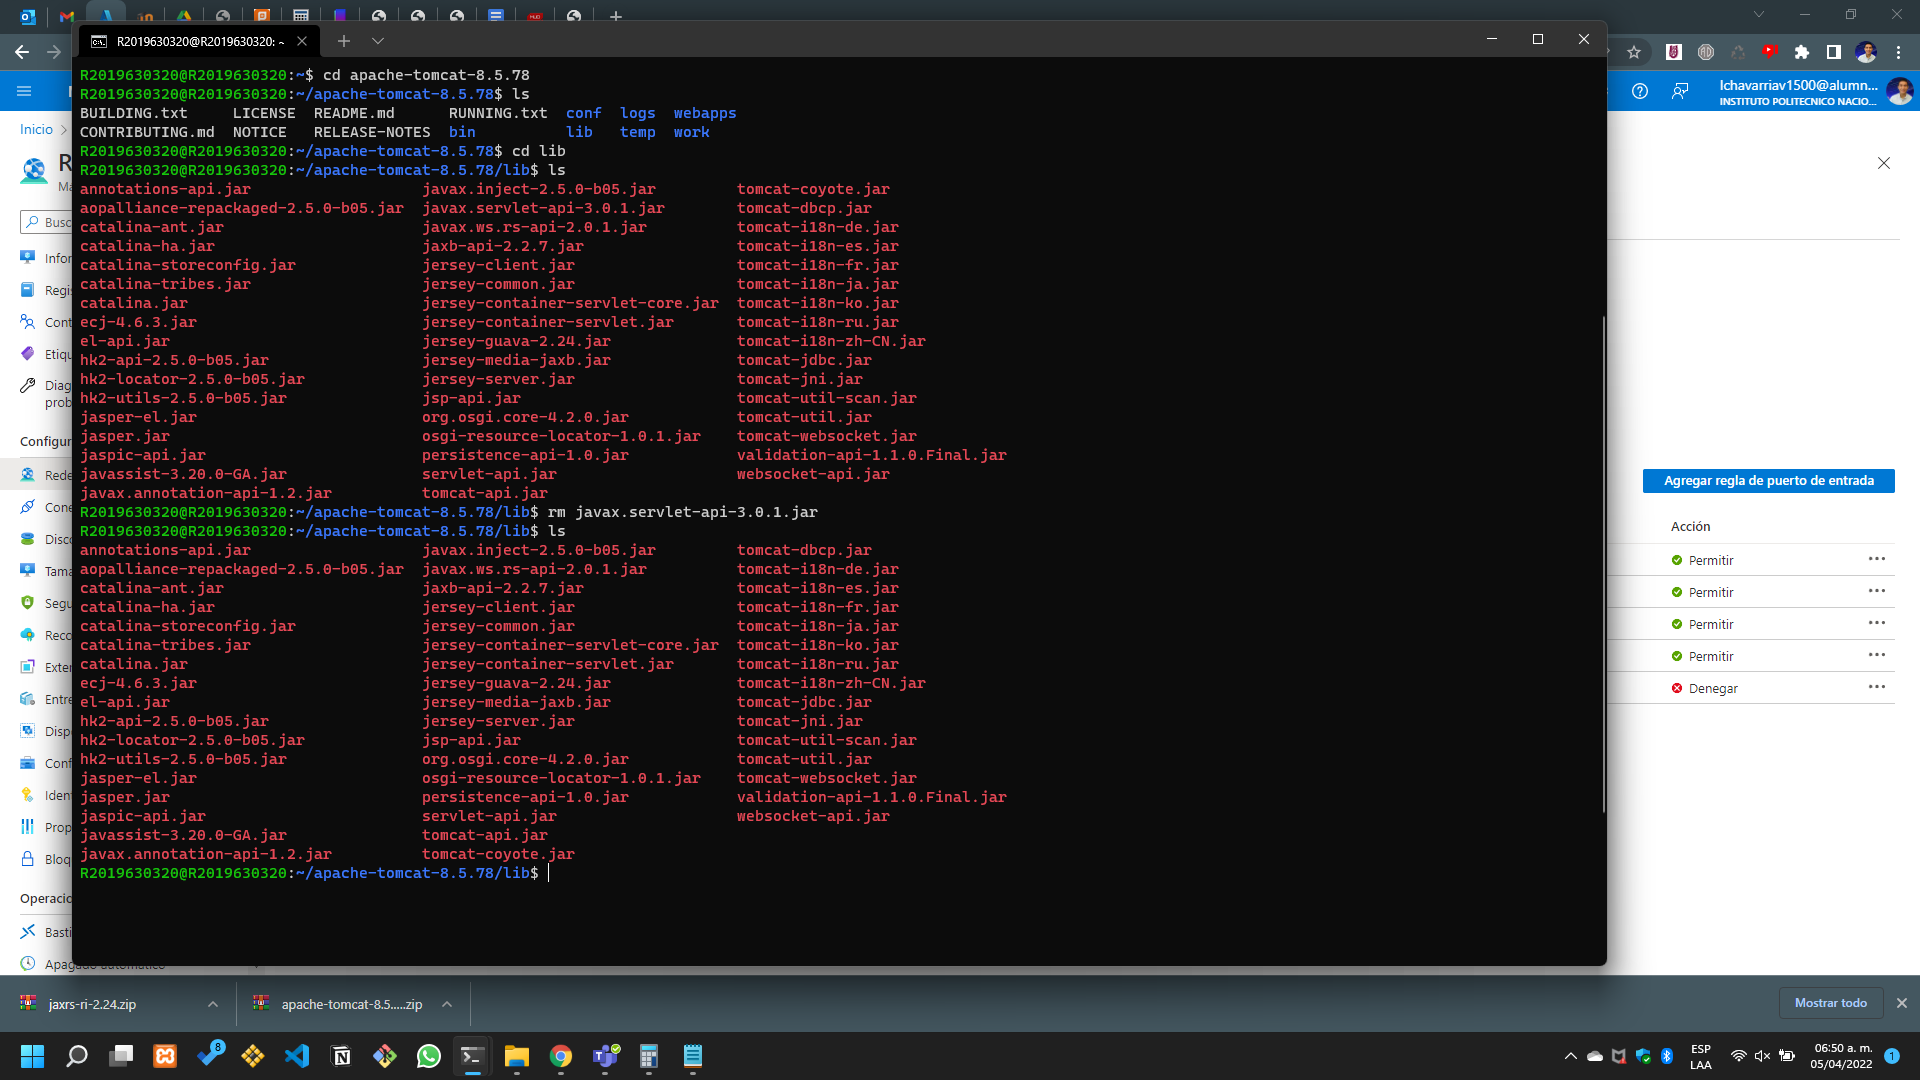 R2019630320@R2019630320: ~
R2019630320@R2019630320:~$ cd apache-tomcat-8.5.78
R2019630320@R2019630320:~/apache-tomcat-8.5.78$ ls
BUILDING.txt LICENSE README.md RUNNING.txt conf logs webapps
CONTRIBUTING.md NOTICE RELEASE-NOTES bin lib temp work
R2019630320@R2019630320:~/apache-tomcat-8.5.78$ cd lib
R2019630320@R2019630320:~/apache-tomcat-8.5.78/lib$ ls
annotations-api.jar javax.inject-2.5.0-b05.jar tomcat-coyote.jar
aopalliance-repackaged-2.5.0-b05.jar javax.servlet-api-3.0.1.jar tomcat-dbcp.jar
catalina-ant.jar javax.ws.rs-api-2.0.1.jar tomcat-i18n-de.jar
catalina-ha.jar jaxb-api-2.2.7.jar tomcat-i18n-es.jar
catalina-storeconfig.jar jersey-client.jar tomcat-i18n-fr.jar
catalina-tribes.jar jersey-common.jar tomcat-i18n-ja.jar
catalina.jar jersey-container-servlet-core.jar tomcat-i18n-ko.jar
ecj-4.6.3.jar jersey-container-servlet.jar tomcat-i18n-ru.jar
el-api.jar jersey-guava-2.24.jar tomcat-i18n-zh-CN.jar
hk2-api-2.5.0-b05.jar jersey-media-jaxb.jar tomcat-jdbc.jar
hk2-locator-2.5.0-b05.jar jersey-server.jar tomcat-jni.jar
hk2-utils-2.5.0-b05.jar jsp-api.jar tomcat-util-scan.jar
jasper-el.jar org.osgi.core-4.2.0.jar tomcat-util.jar
jasper.jar osgi-resource-locator-1.0.1.jar tomcat-websocket.jar
jaspic-api.jar persistence-api-1.0.jar validation-api-1.1.0.Final.jar
javassist-3.20.0-GA.jar servlet-api.jar websocket-api.jar
javax.annotation-api-1.2.jar tomcat-api.jar
R2019630320@R2019630320:~/apache-tomcat-8.5.78/lib$ rm javax.servlet-api-3.0.1.jar
R2019630320@R2019630320:~/apache-tomcat-8.5.78/lib$ ls
annotations-api.jar javax.inject-2.5.0-b05.jar tomcat-dbcp.jar
aopalliance-repackaged-2.5.0-b05.jar javax.ws.rs-api-2.0.1.jar tomcat-i18n-de.jar
catalina-ant.jar jaxb-api-2.2.7.jar tomcat-i18n-es.jar
catalina-ha.jar jersey-client.jar tomcat-i18n-fr.jar
catalina-storeconfig.jar jersey-common.jar tomcat-i18n-ja.jar
catalina-tribes.jar jersey-container-servlet-core.jar tomcat-i18n-ko.jar
catalina.jar jersey-container-servlet.jar tomcat-i18n-ru.jar
ecj-4.6.3.jar jersey-guava-2.24.jar tomcat-i18n-zh-CN.jar
el-api.jar jersey-media-jaxb.jar tomcat-jdbc.jar
hk2-api-2.5.0-b05.jar jersey-server.jar tomcat-jni.jar
hk2-locator-2.5.0-b05.jar jsp-api.jar tomcat-util-scan.jar
hk2-utils-2.5.0-b05.jar org.osgi.core-4.2.0.jar tomcat-util.jar
jasper-el.jar osgi-resource-locator-1.0.1.jar tomcat-websocket.jar
jasper.jar persistence-api-1.0.jar validation-api-1.1.0.Final.jar
jaspic-api.jar servlet-api.jar websocket-api.jar
javassist-3.20.0-GA.jar tomcat-api.jar
javax.annotation-api-1.2.jar tomcat-coyote.jar
R2019630320@R2019630320:~/apache-tomcat-8.5.78/lib$
Inicio >
R
Ma
Busc
Infor
Regi
Cont
Etiqu
Diag
prob
Configur
Rede
Cone
Disco
Tama
Segu
Reco
Exter
Entre
Disp
Conf
Iden
Prop
Bloq
Operacio
Basti
lchavarriav1500@alumn...
INSTITUTO POLITECNICO NACIO...
Agregar regla de puerto de entrada
Acción
Permitir
Permitir
Permitir
Permitir
Denegar
jaxrs-ri-2.24.zip
apache-tomcat-8.5.....zip
Mostrar todo
8
ESP
LAA
06:50 a. m.
05/04/2022
1